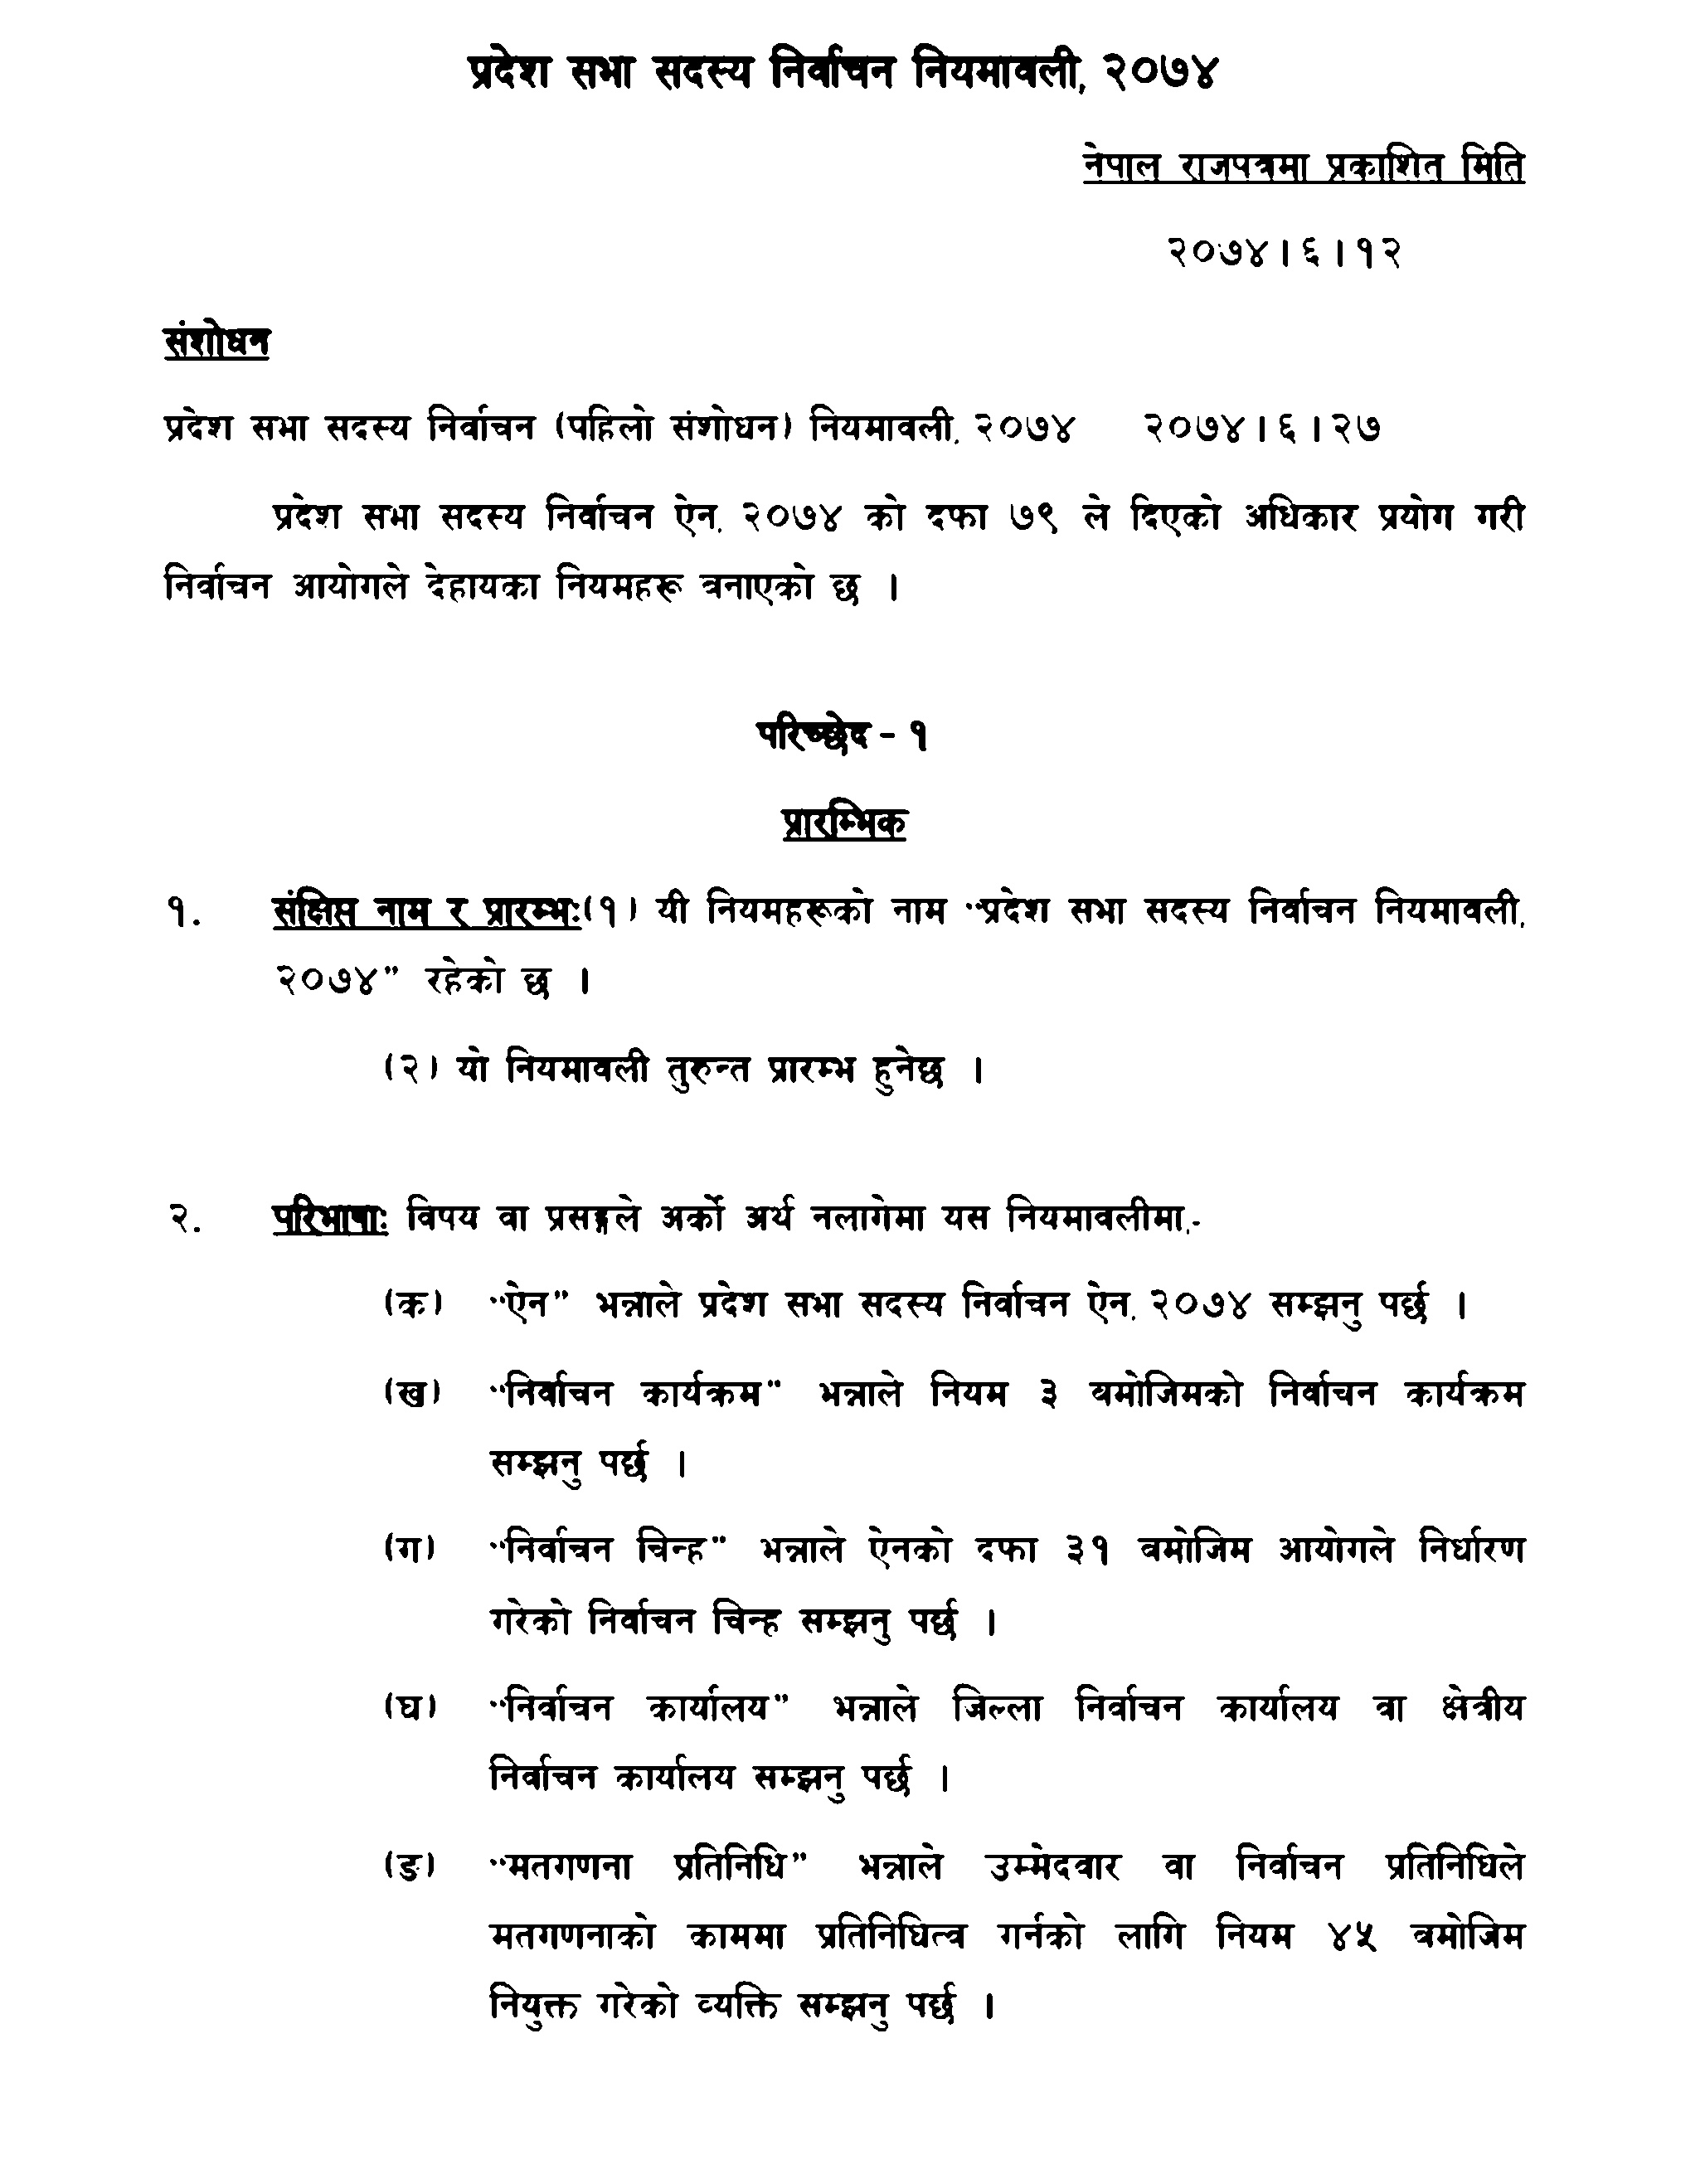 प्रदेश सभा सदस्य निर्वाचन नियमावली, २०७४
नेपाल राजपत्रमा प्रकाशित मिति
२०७४।६।१२
संशोधन
प्रदेश सभा सदस्य निर्वाचन (पहिलो संशोधन) नियमावली, २०७४ २०७४।६।२७
प्रदेश सभा सदस्य निर्वाचन ऐन, २०७४ को दफा ७९ ले दिएको अधिकार प्रयोग गरी
निर्वाचन आयोगले देहायका नियमहरू बनाएको छ ।
परिच्छेद - १
प्रारम्भिक
१. संक्षिप्त नाम र प्रारम्भः(१) यी नियमहरूको नाम "प्रदेश सभा सदस्य निर्वाचन नियमावली,
२०७४" रहेको छ ।
(२) यो नियमावली तुरुन्त प्रारम्भ हुनेछ ।
२. परिभाषाः विषय वा प्रसङ्गले अर्को अर्थ नलागेमा यस नियमावलीमा,-
(क) "ऐन" भन्नाले प्रदेश सभा सदस्य निर्वाचन ऐन, २०७४ सम्झनु पर्छ ।
(ख) "निर्वाचन कार्यक्रम" भन्नाले नियम ३ बमोजिमको निर्वाचन कार्यक्रम
सम्झनु पर्छ ।
(ग) "निर्वाचन चिन्ह" भन्नाले ऐनको दफा ३१ बमोजिम आयोगले निर्धारण
गरेको निर्वाचन चिन्ह सम्झनु पर्छ ।
(घ) "निर्वाचन कार्यालय" भन्नाले जिल्ला निर्वाचन कार्यालय वा क्षेत्रीय
निर्वाचन कार्यालय सम्झनु पर्छ ।
(ङ) "मतगणना प्रतिनिधि" भन्नाले उम्मेदवार वा निर्वाचन प्रतिनिधिले
मतगणनाको काममा प्रतिनिधित्व गर्नको लागि नियम ४५ बमोजिम
नियुक्त गरेको व्यक्ति सम्झनु पर्छ ।